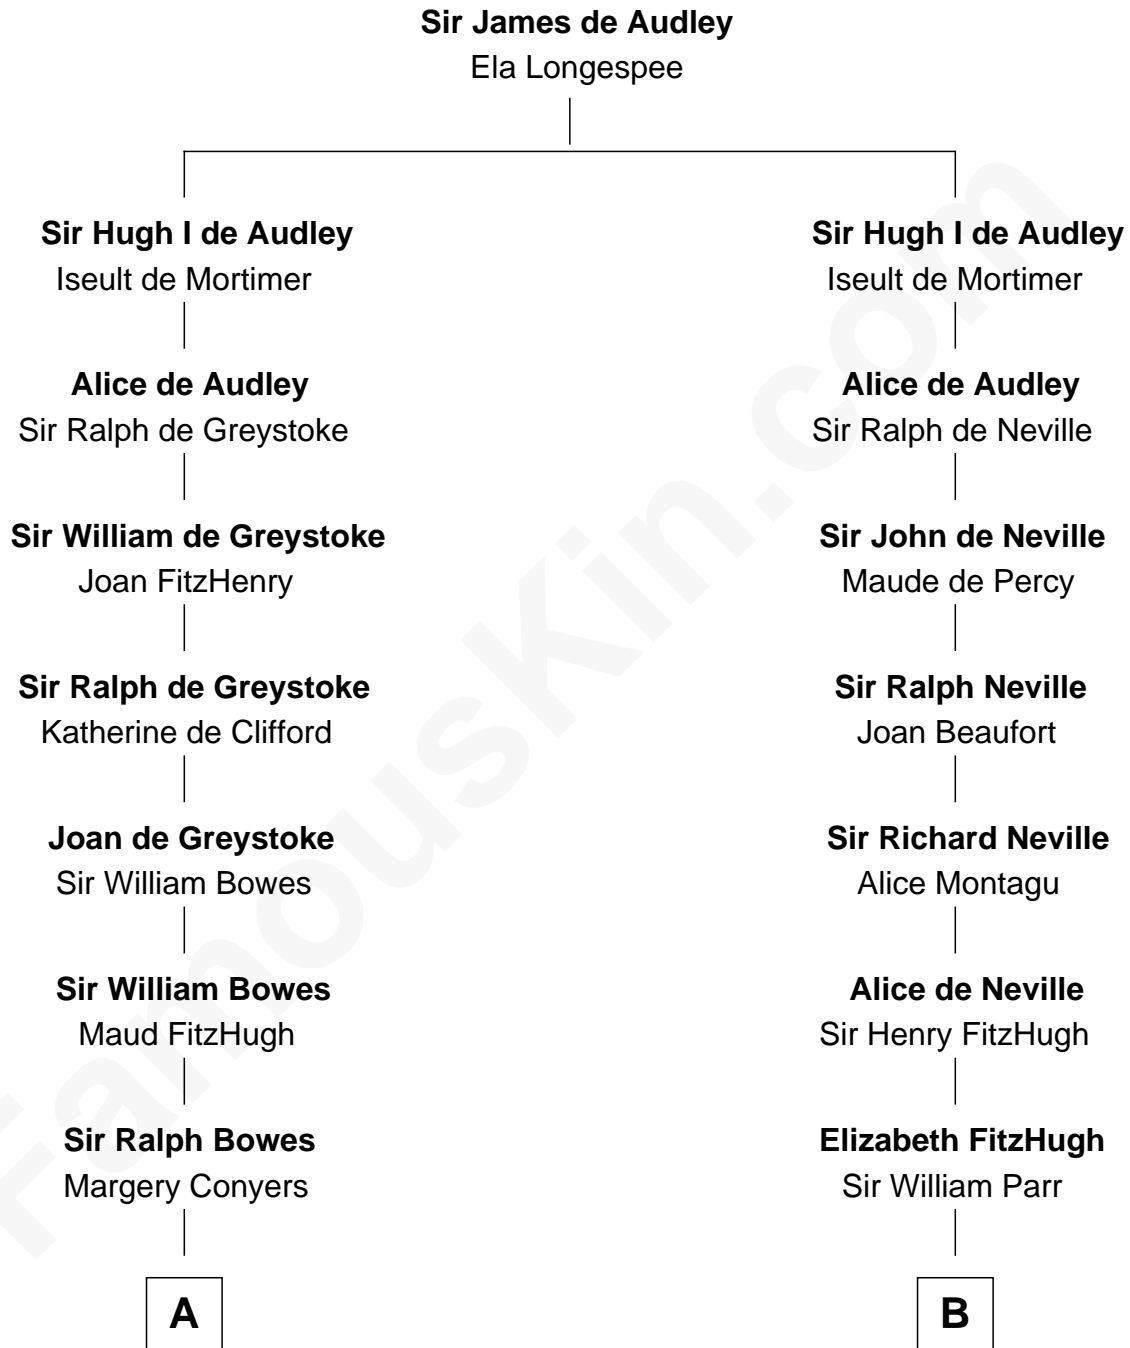 Sir James de Audley
Ela Longespee
Sir Hugh I de Audley
Iseult de Mortimer
Sir Hugh I de Audley
Iseult de Mortimer
Alice de Audley
Sir Ralph de Greystoke
Alice de Audley
Sir Ralph de Neville
Sir William de Greystoke
Joan FitzHenry
Sir John de Neville
Maude de Percy
Sir Ralph de Greystoke
Katherine de Clifford
Sir Ralph Neville
Joan Beaufort
Joan de Greystoke
Sir William Bowes
Sir Richard Neville
Alice Montagu
Sir William Bowes
Maud FitzHugh
Alice de Neville
Sir Henry FitzHugh
Sir Ralph Bowes
Margery Conyers
Elizabeth FitzHugh
Sir William Parr
A
B
FamousKin.com